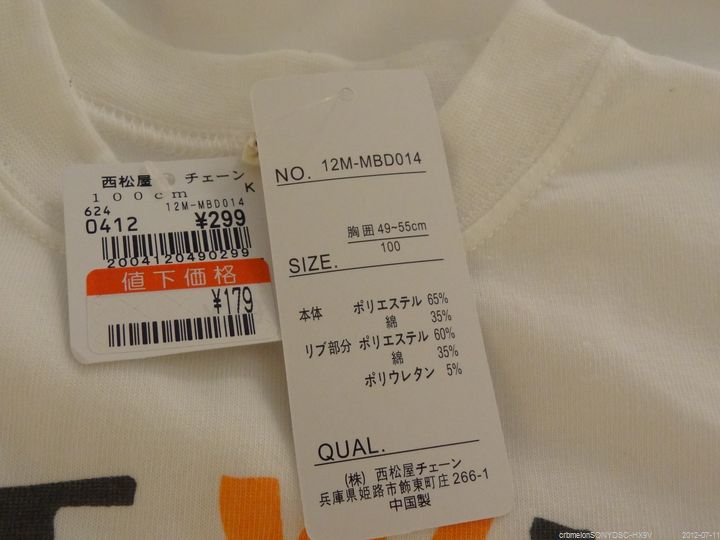 西松屋 チェーン
100cm K
624 12M-MBD014
0412 ¥299
2004120490299
値下価格
¥179
NO. 12M-MBD014
胸囲 49~55cm
100
SIZE.
本体 ポリエステル 65%
綿 35%
リブ部分 ポリエステル 60%
綿 35%
ポリウレタン 5%
QUAL.
(株) 西松屋チェーン
兵庫県姫路市飾東町庄 266-1
中国製
crbmelonSONYDSC-HX9V 2012-07-11